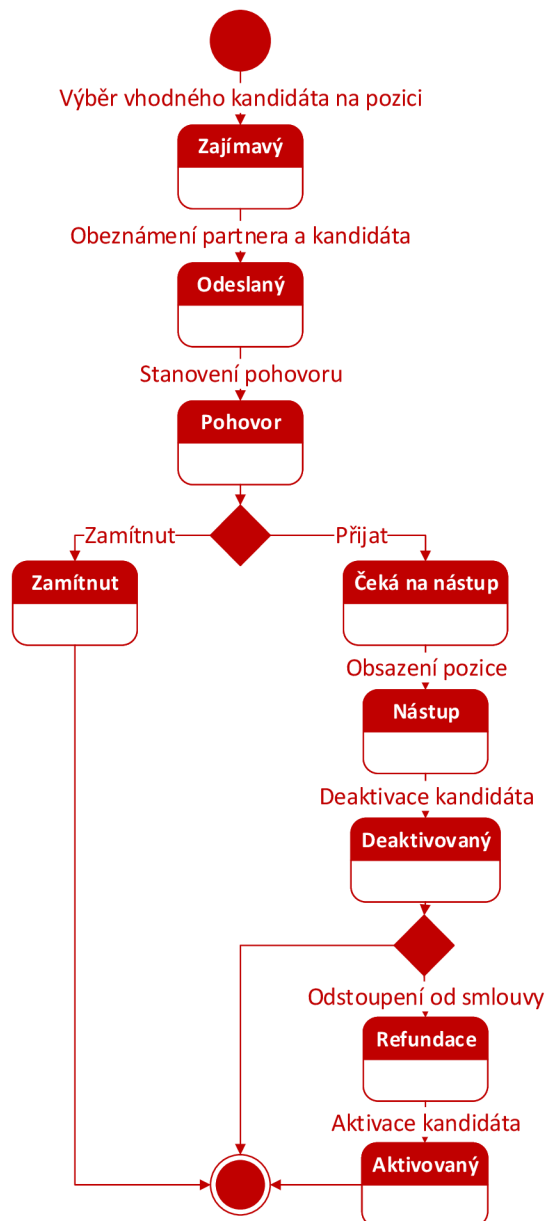 Výběr vhodného kandidáta na pozici
Zajímavý
Obeznámení partnera a kandidáta
Odeslaný
Stanovení pohovoru
Pohovor
Zamítnut
Přijat
Zamítnut
Čeká na nástup
Obsazení pozice
Nástup
Deaktivace kandidáta
Deaktivovaný
Odstoupení od smlouvy
Refundace
Aktivace kandidáta
Aktivovaný